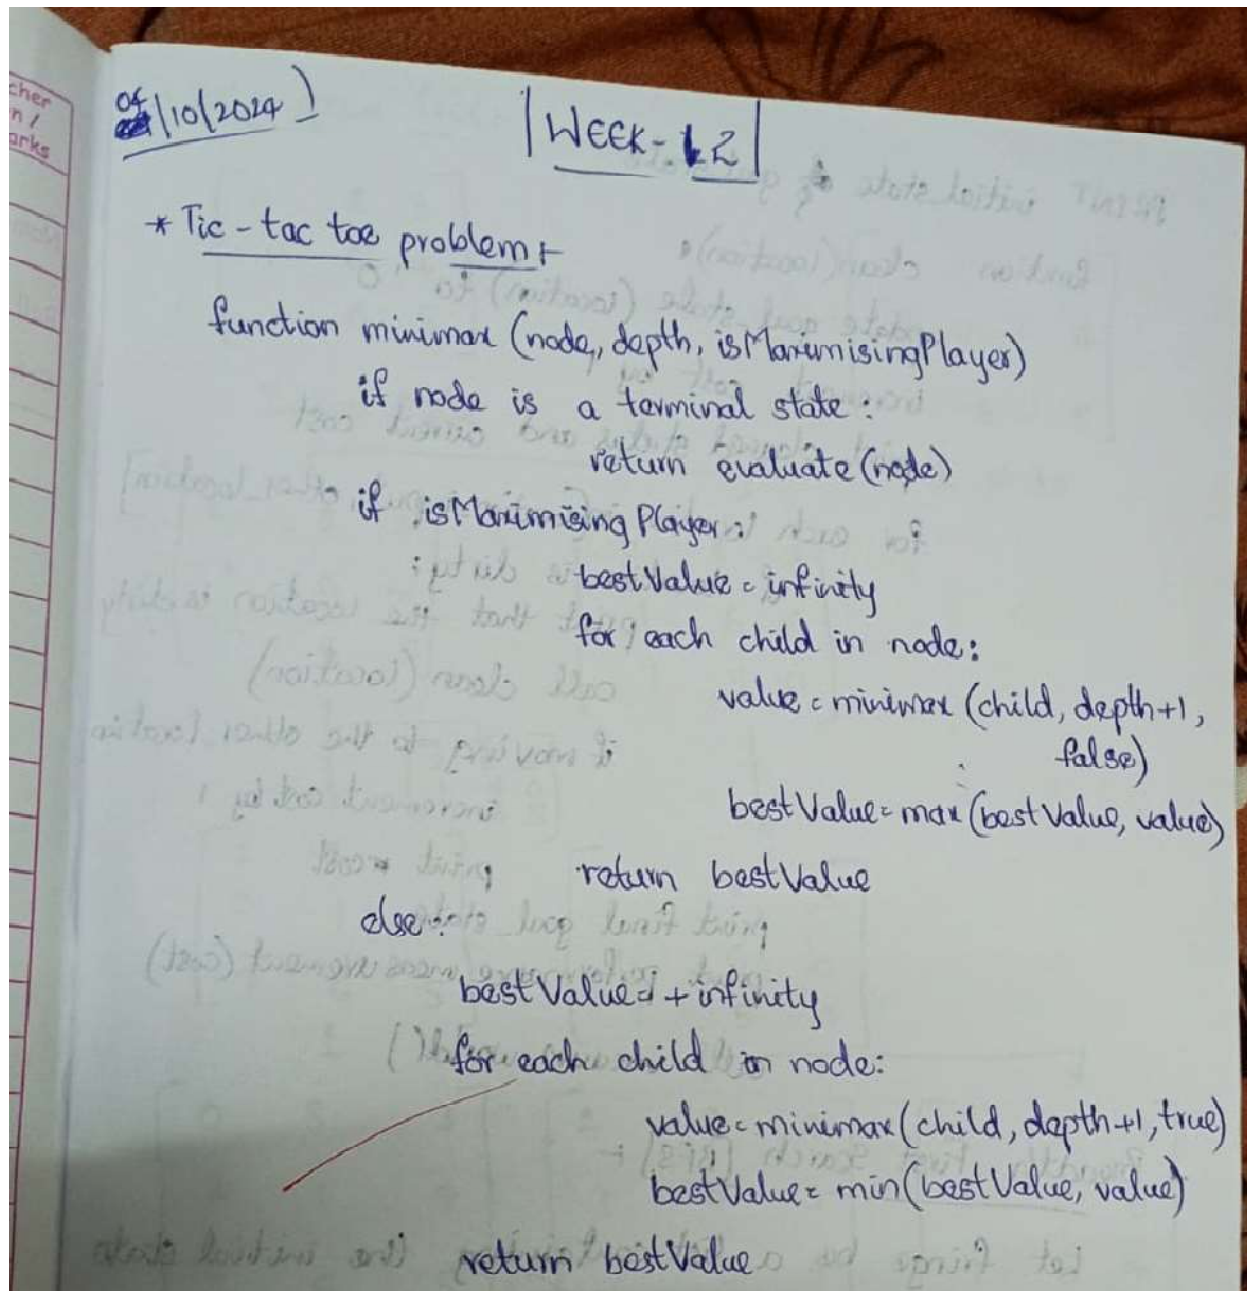 04/10/2024
WEEK-12
* Tic-tac toe problem:-
function minimax (node, depth, isMaximisingPlayer)
if node is a terminal state:
return evaluate (node)
if isMaximising Player:
bestValue = infinity
for each child in node:
value = minimax (child, depth+1,
false)
bestValue = max (bestValue, value)
return bestValue
else:
bestValue = + infinity
for each child in node:
value = minimax (child, depth+1, true)
bestValue = min(bestValue, value)
return bestValue